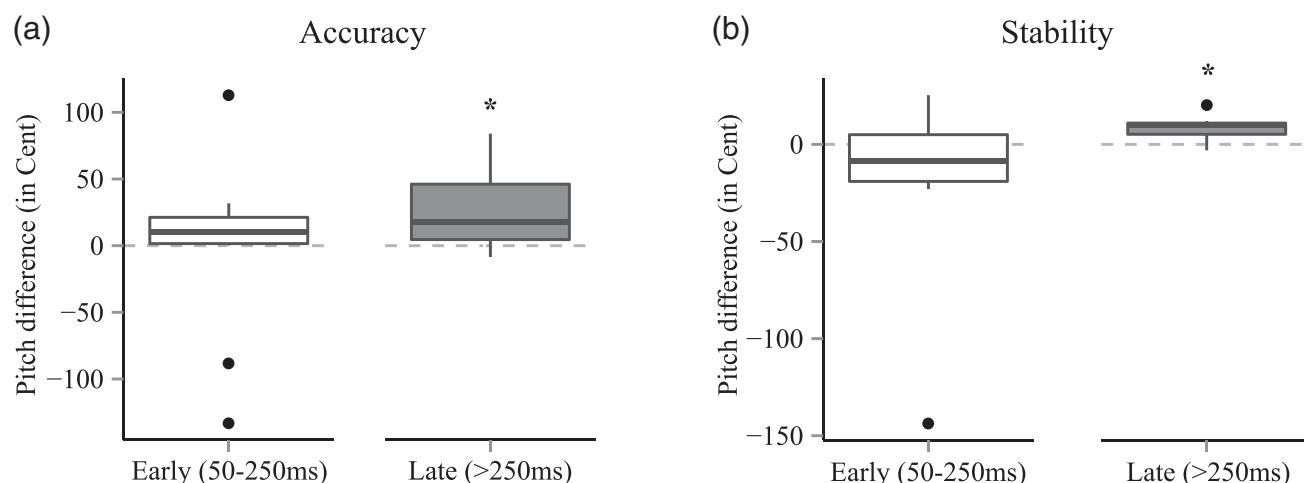 (a)
Accuracy
Pitch difference (in Cent)
100
50
0
−50
−100
*
Early (50-250ms)
Late (>250ms)
(b)
Stability
Pitch difference (in Cent)
0
−50
−100
−150
*
Early (50-250ms)
Late (>250ms)